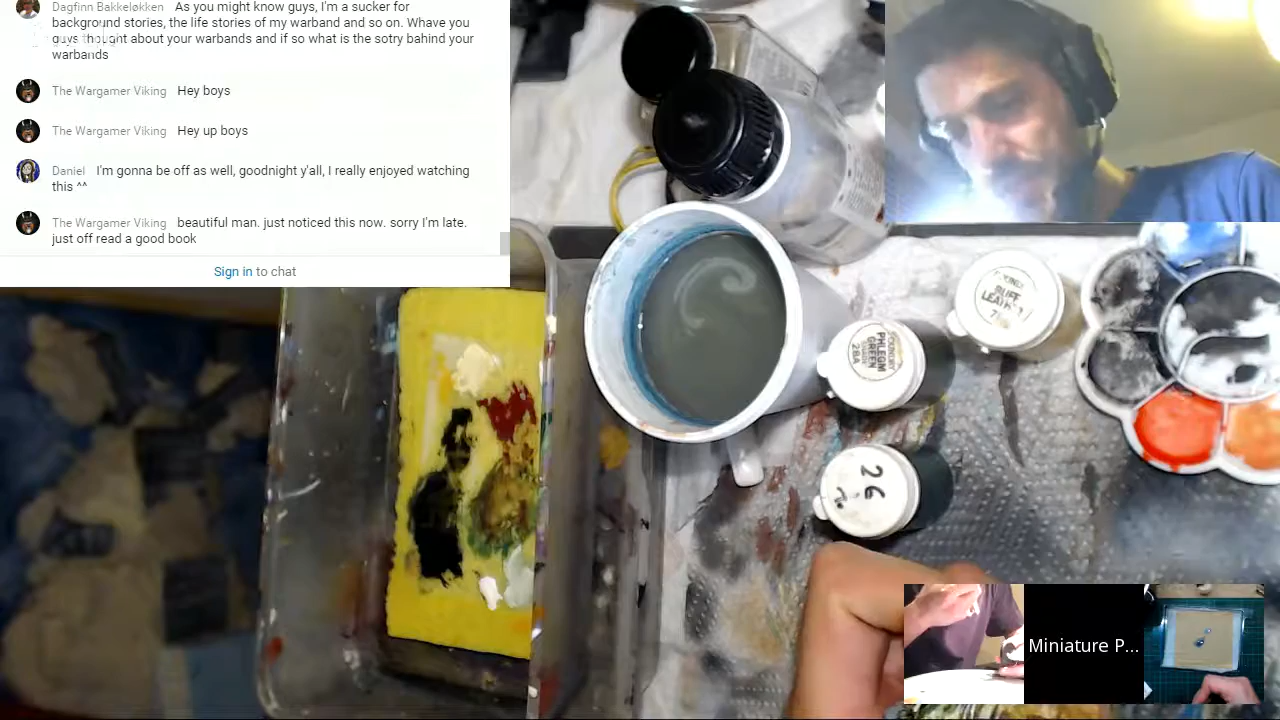 Dagfinn Bakkeløkken As you might know guys, I'm a sucker for
background stories, the life stories of my warband and so on. Whave you
guys thought about your warbands and if so what is the sotry bahind your
warbands
The Wargamer Viking Hey boys
The Wargamer Viking Hey up boys
Daniel I'm gonna be off as well, goodnight y'all, I really enjoyed watching
this ^^
The Wargamer Viking beautiful man. just noticed this now. sorry I'm late.
just off read a good book
Sign in to chat
BUFF
LEATHER
FOUNDRY
PHLEGM
GREEN
SHADE
28A
26
Miniature P...